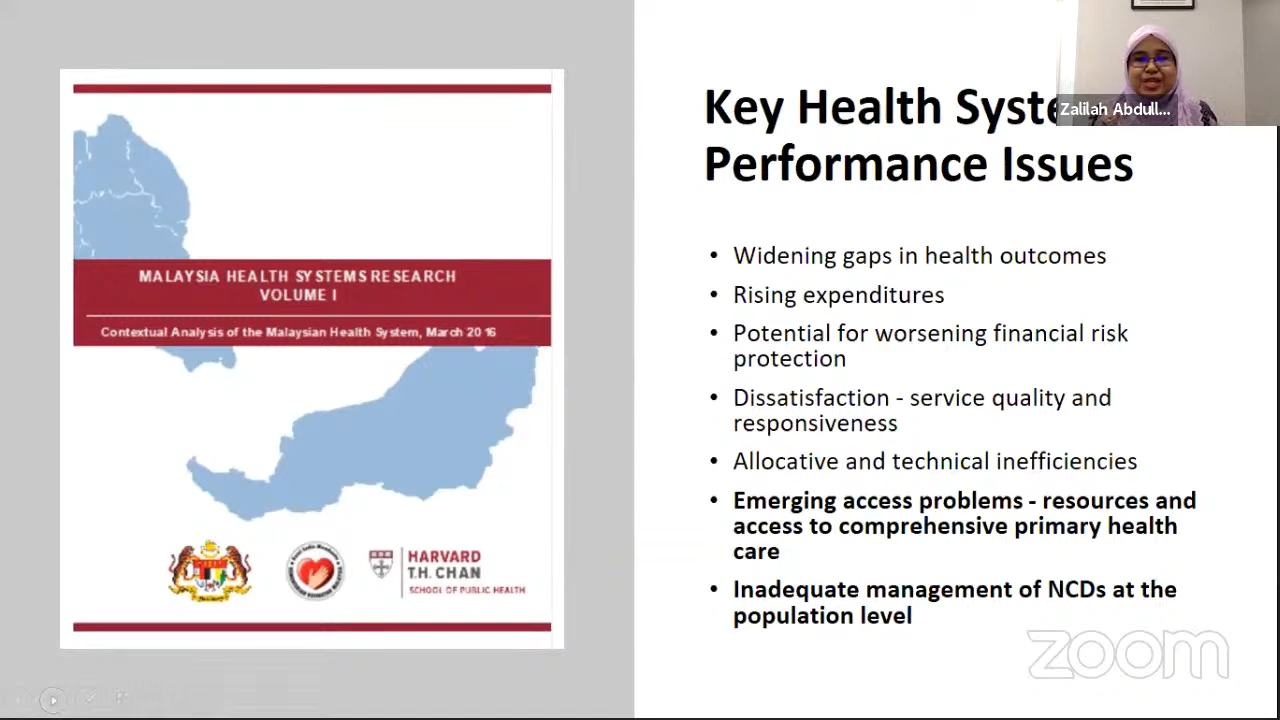 Zalilah Abdull...
Key Health Syste
Performance Issues
MALAYSIA HEALTH SYSTEMS RESEARCH
VOLUME I
Contextual Analysis of the Malaysian Health System, March 2016
HARVARD
T.H. CHAN
SCHOOL OF PUBLIC HEALTH
• Widening gaps in health outcomes
• Rising expenditures
• Potential for worsening financial risk
protection
• Dissatisfaction - service quality and
responsiveness
• Allocative and technical inefficiencies
• Emerging access problems - resources and
access to comprehensive primary health
care
• Inadequate management of NCDs at the
population level
zoom